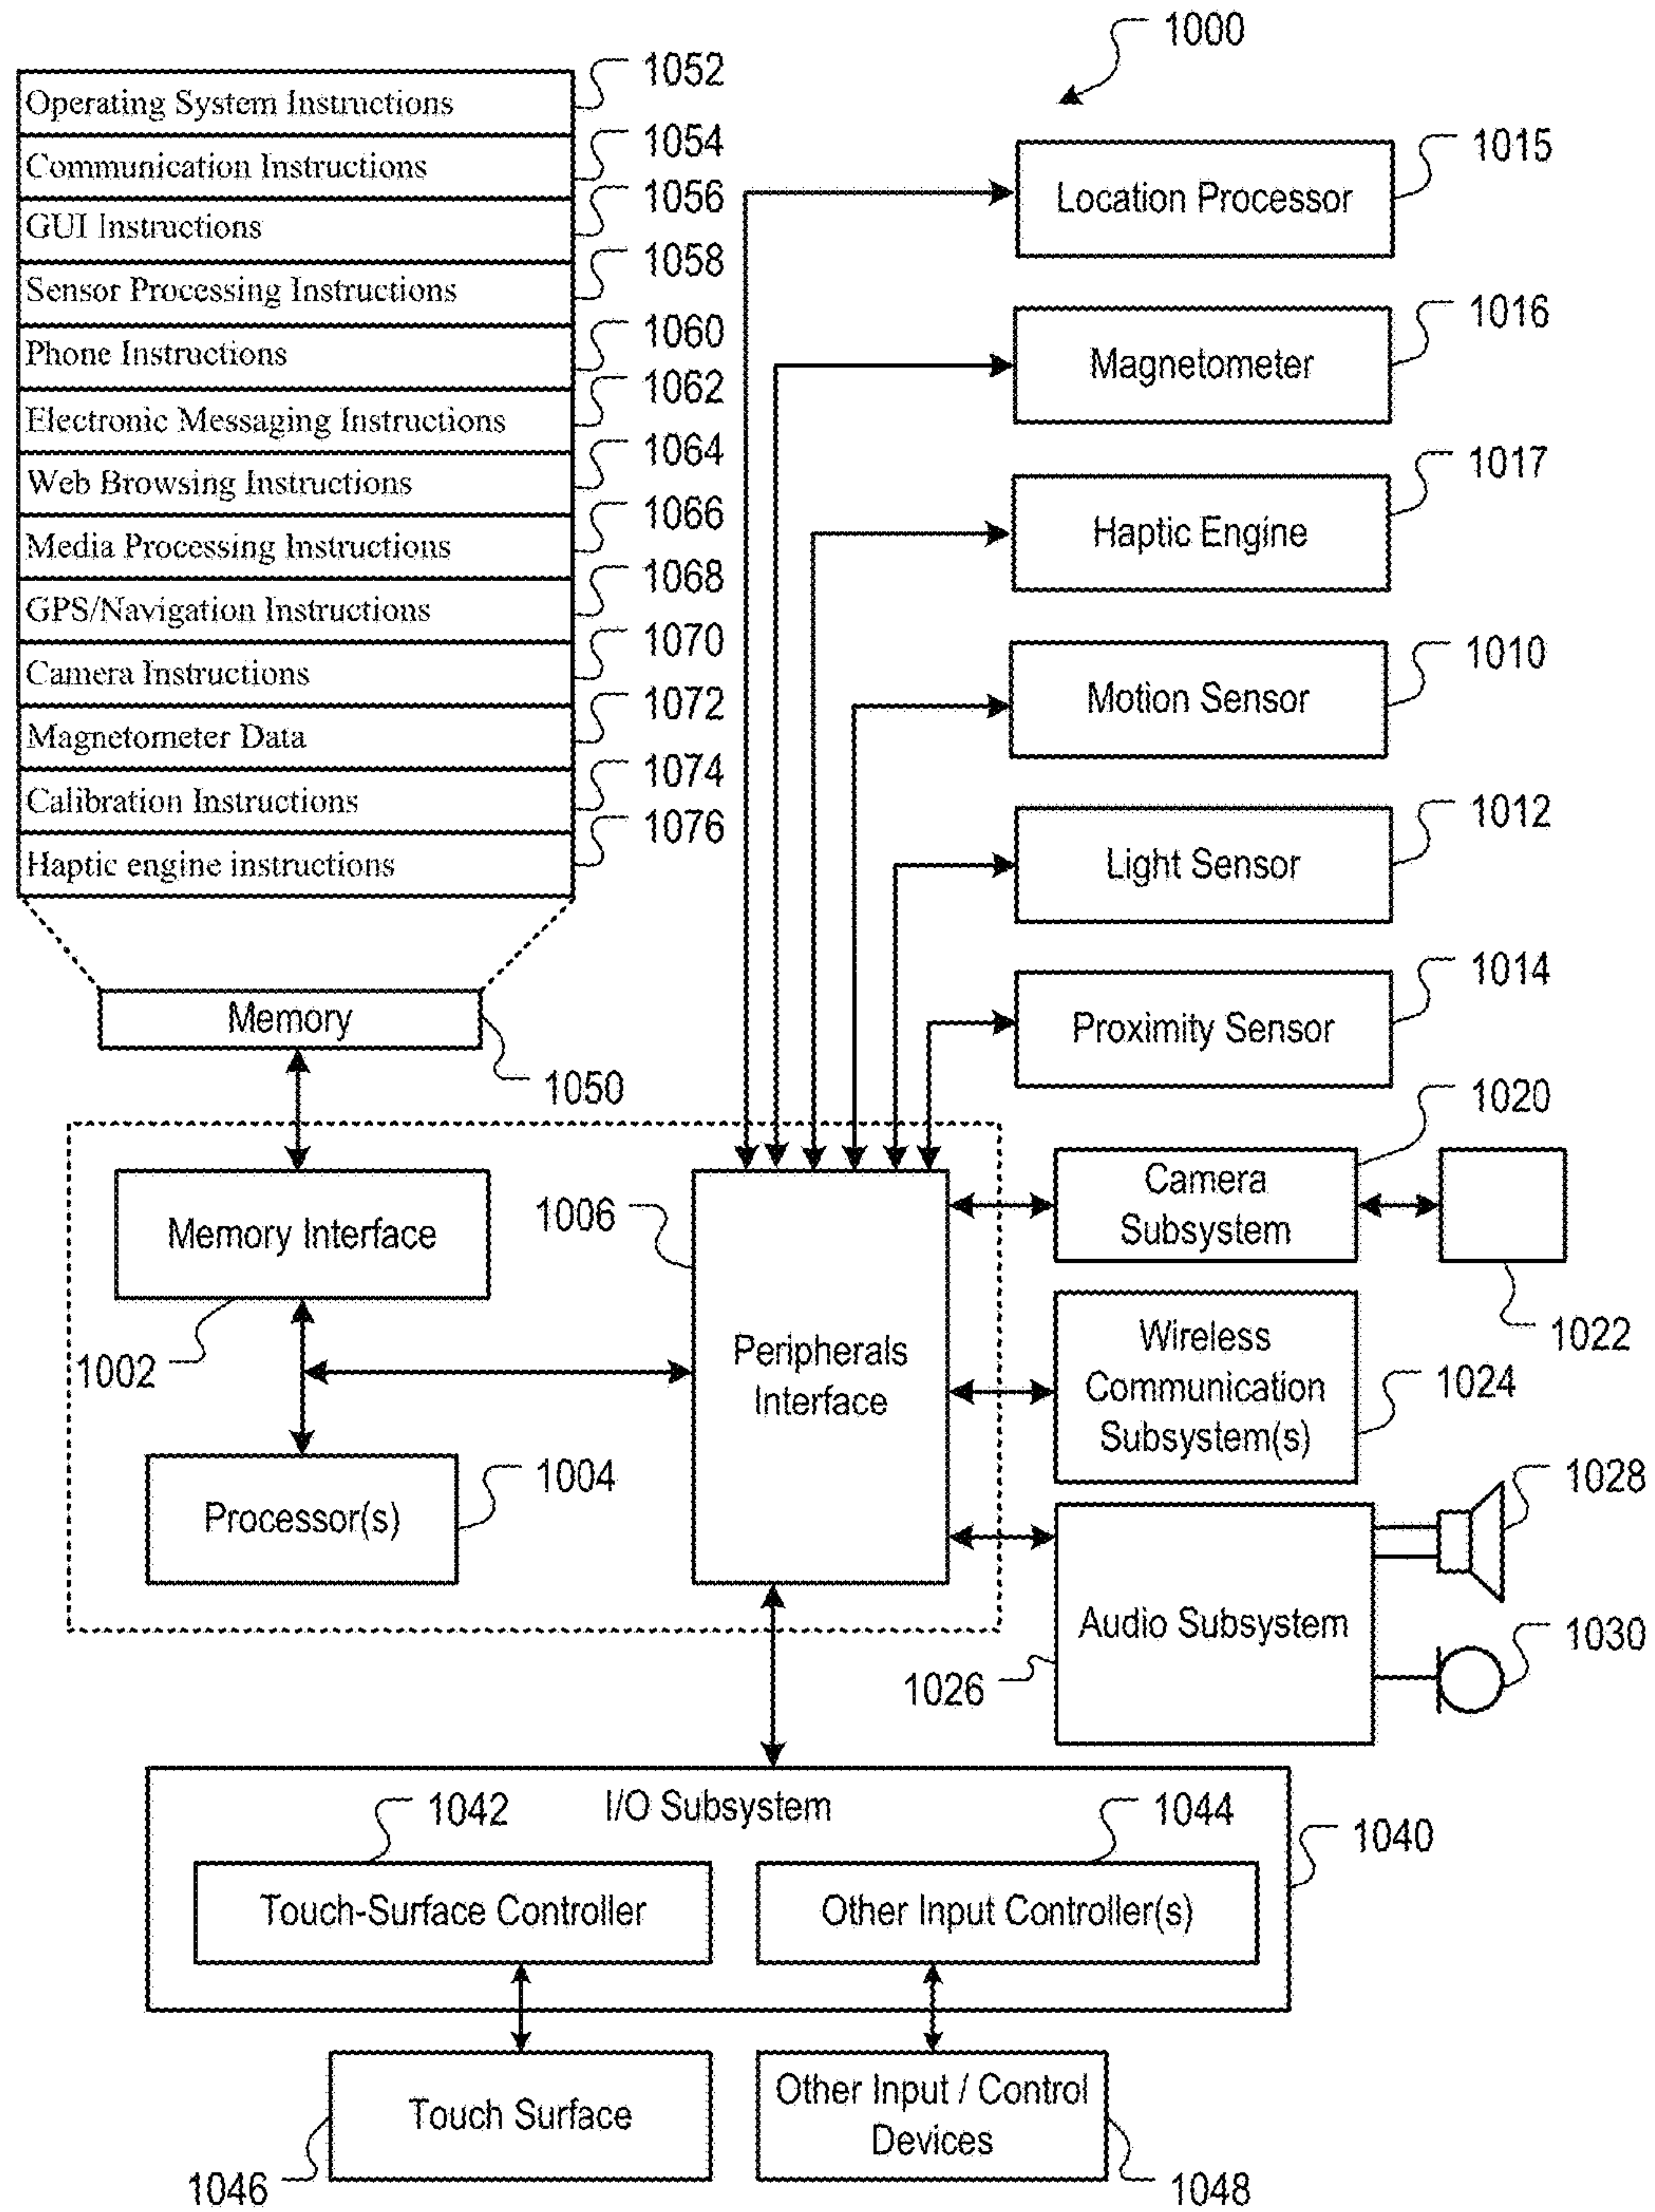 1000
Operating System Instructions
1052
Communication Instructions
1054
GUI Instructions
1056
Sensor Processing Instructions
1058
Phone Instructions
1060
Electronic Messaging Instructions
1062
Web Browsing Instructions
1064
Media Processing Instructions
1066
GPS/Navigation Instructions
1068
Camera Instructions
1070
Magnetometer Data
1072
Calibration Instructions
1074
Haptic engine instructions
1076
Memory
1050
Location Processor
1015
Magnetometer
1016
Haptic Engine
1017
Motion Sensor
1010
Light Sensor
1012
Proximity Sensor
1014
Memory Interface
1002
Processor(s)
1004
1006
Peripherals
Interface
Camera
Subsystem
1020
1022
Wireless
Communication
Subsystem(s)
1024
Audio Subsystem
1026
1028
1030
I/O Subsystem
1040
1042
Touch-Surface Controller
1044
Other Input Controller(s)
Touch Surface
1046
Other Input / Control
Devices
1048